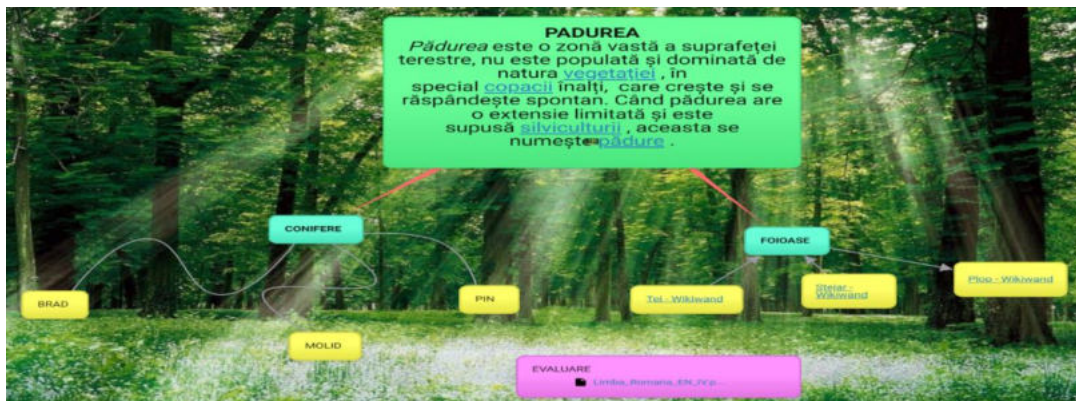 PADUREA
Pădurea este o zonă vastă a suprafeței
terestre, nu este populată și dominată de
natura vegetației , în
special copacii înalți, care crește și se
răspândește spontan. Când pădurea are
o extensie limitată și este
supusă silviculturii , aceasta se
numește pădure .
CONIFERE
FOIOASE
BRAD
MOLID
PIN
Tei - Wikiwand
Stejar -
Wikiwand
Plop - Wikiwand
EVALUARE
Limba_Romana_EN_IV.p...